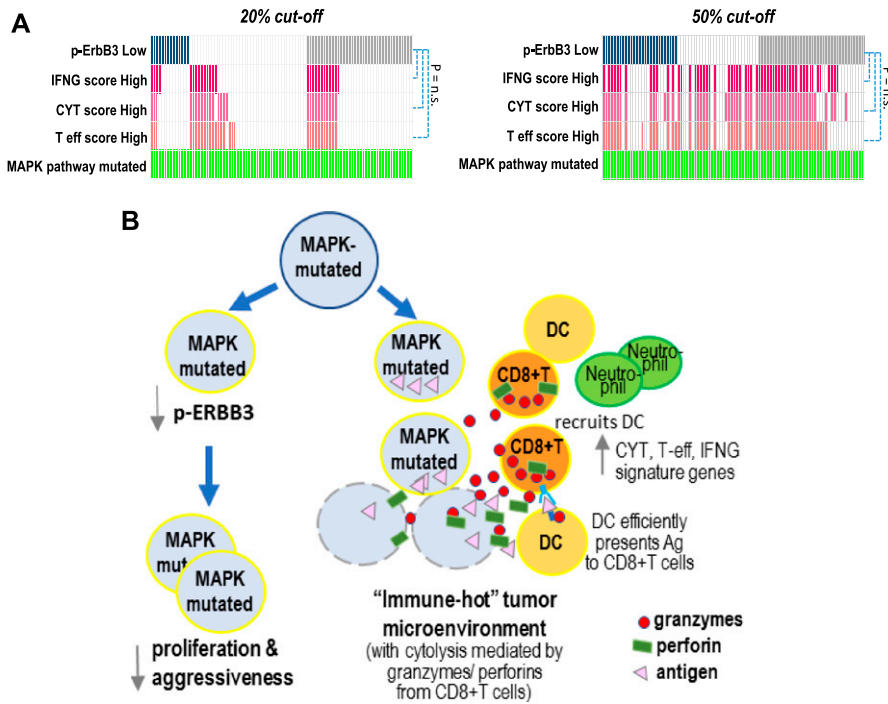 A
20% cut-off
50% cut-off
p-ErbB3 Low
IFNG score High
CYT score High
T eff score High
MAPK pathway mutated
P = n.s
p-ErbB3 Low
IFNG score High
CYT score High
T eff score High
MAPK pathway mutated
P = n.s.
B
MAPK-
mutated
MAPK
mutated
p-ERBB3
MAPK
mutated
MAPK
mutated
proliferation &
aggressiveness
MAPK
mutated
MAPK
mutated
DC
CD8+T
Neutro-
phil
Neutro-
phil
recruits DC
CD8+T
CYT, T-eff, IFNG
signature genes
DC
DC efficiently
presents Ag
to CD8+T cells
“Immune-hot” tumor
microenvironment
(with cytolysis mediated by
granzymes/ perforins
from CD8+T cells)
granzymes
perforin
antigen